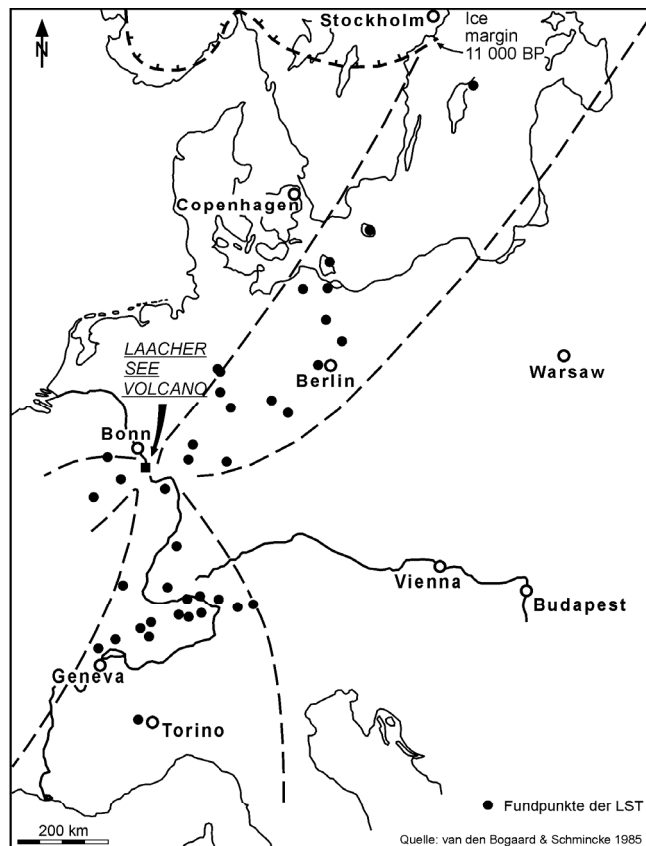 Stockholm
Ice
margin
11 000 BP
N
Copenhagen
LAACHER
SEE
VOLCANO
Berlin
Warsaw
Bonn
Vienna
Budapest
Geneva
Torino
Fundpunkte der LST
200 km
Quelle: van den Bogaard & Schmincke 1985